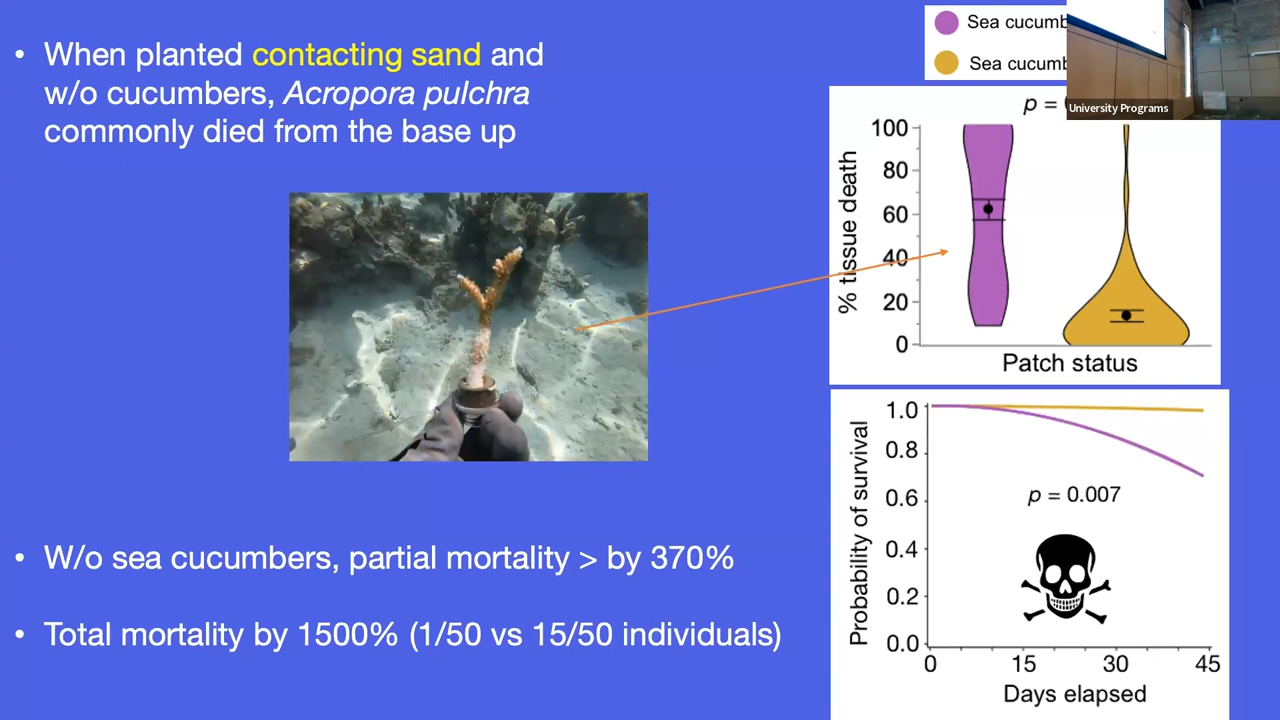 • When planted contacting sand and
w/o cucumbers, Acropora pulchra
commonly died from the base up
• W/o sea cucumbers, partial mortality > by 370%
• Total mortality by 1500% (1/50 vs 15/50 individuals)
Sea
Sea
University Programs
p =
% tissue death
100
80
60
40
20
0
Patch status
Probability of survival
1.0
0.8
0.6
0.4
0.2
0.0
p = 0.007
0 15 30 45
Days elapsed